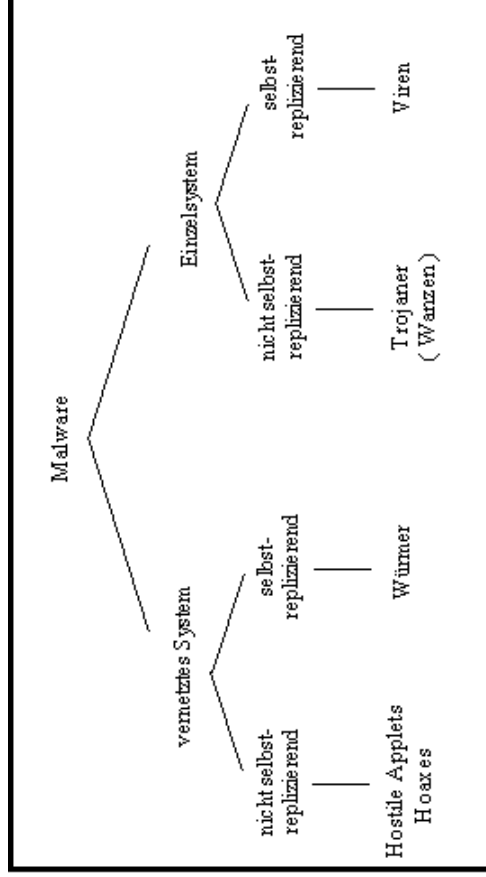 Malware
vernetztes System
Einzelsystem
nicht selbst-
replizierend
selbst-
replizierend
nicht selbst-
replizierend
selbst-
replizierend
Hostile Applets
Hoaxes
Würmer
Trojaner
( Wanzen )
Viren